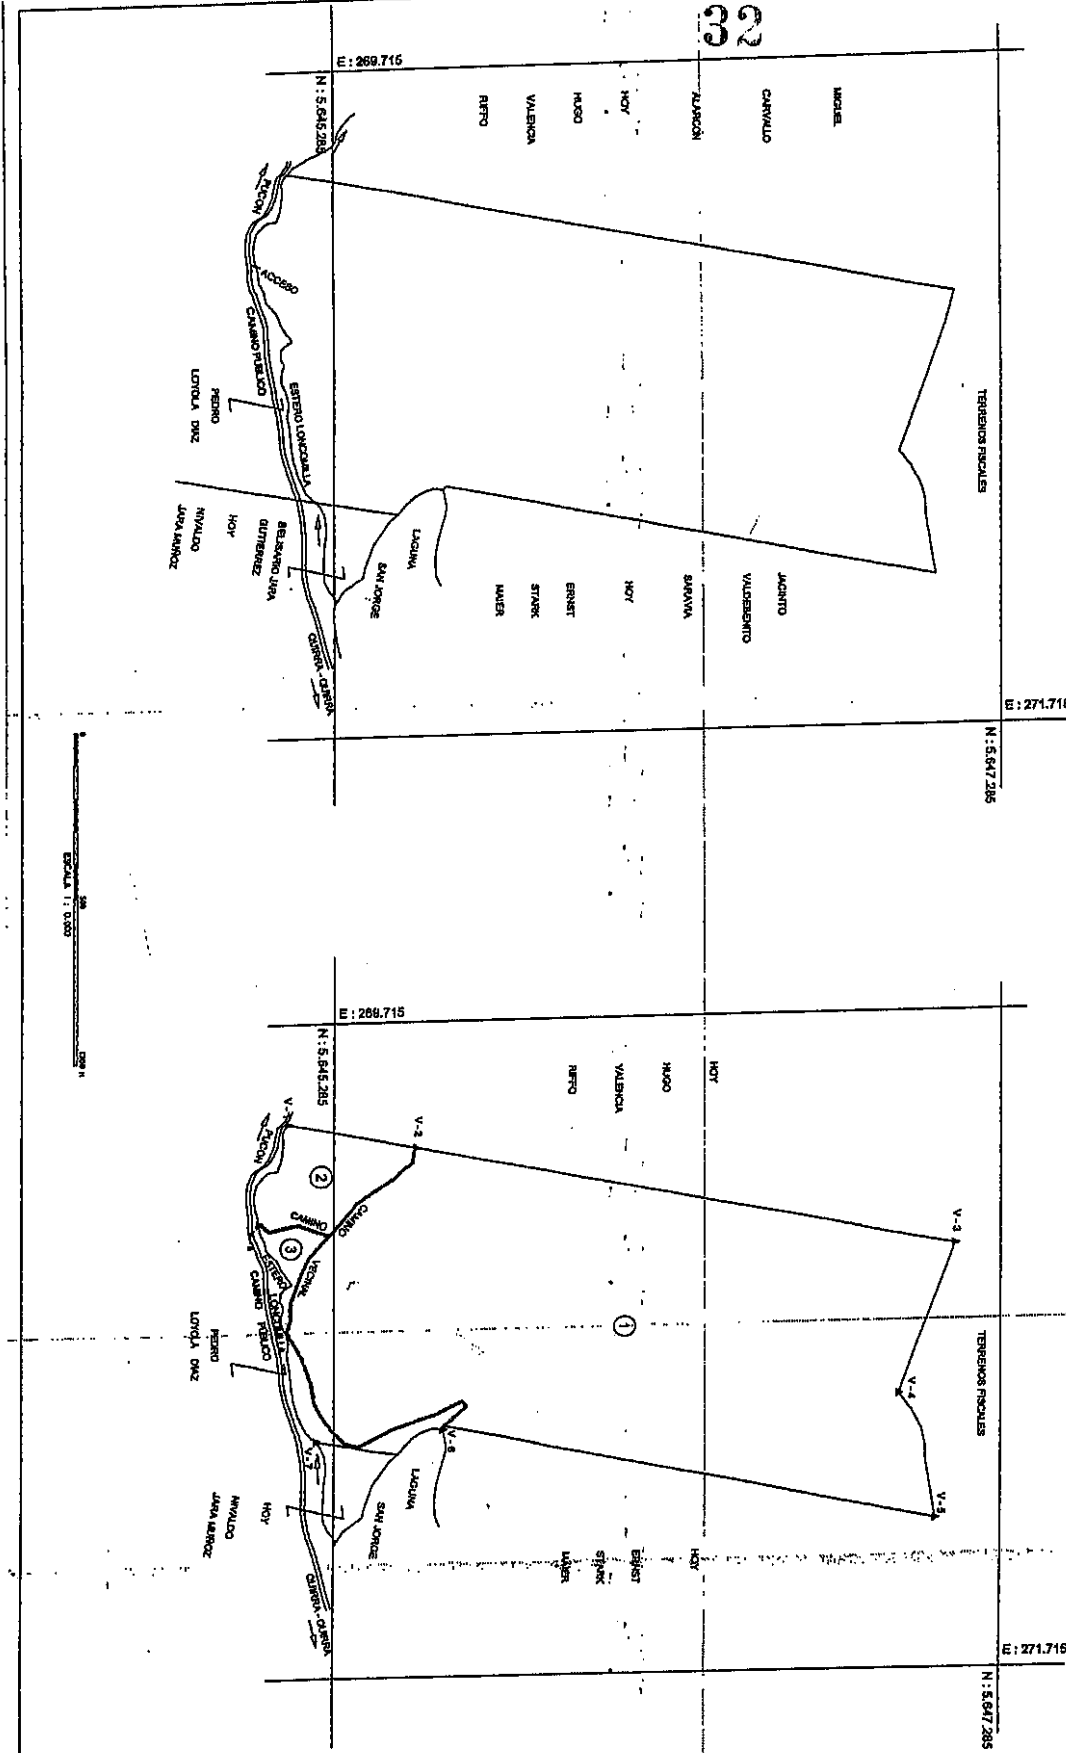 32
E : 269.715
N : 5.645.285
MIGUEL
CARVALLO
ALARCÓN
HOY
HUGO
VALENCIA
RIFFO
TERRENOS FISCALES
PUCON
ACCESO
CAMINO PUBLICO
ESTERO LONCOMILLA
PEDRO
LOYOLA DIAZ
BELISARIO JARA
GUTIERREZ
HOY
NIVALDO
JARA MUÑOZ
LAGUNA
SAN JORGE
QUIRRA - QUIRRA
JACINTO
VALDEBENITO
SARAVIA
HOY
ERNST
STARK
MAIER
E : 271.715
N : 5.647.285
0
500
1000 M
E : 269.715
N : 5.645.285
HOY
HUGO
VALENCIA
RIFFO
TERRENOS FISCALES
V-1
V-2
V-3
V-4
V-5
V-6
V-7
1
2
3
PUCON
CAMINO
CAMINO
VECINAL
ESTERO
LONCOMILLA
CAMINO PUBLICO
PEDRO
LOYOLA DIAZ
HOY
NIVALDO
JARA MUÑOZ
LAGUNA
SAN JORGE
QUIRRA - QUIRRA
HOY
ERNST
STARK
MAIER
E : 271.715
N : 5.647.285